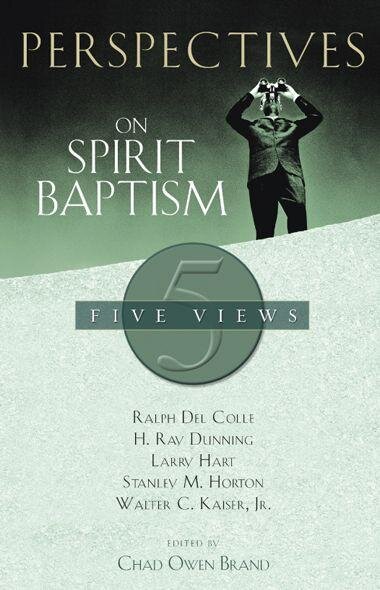 PERSPECTIVES
ON
SPIRIT
BAPTISM
5
FIVE VIEWS
RALPH DEL COLLE
H. RAY DUNNING
LARRY HART
STANLEY M. HORTON
WALTER C. KAISER, JR.
EDITED BY
CHAD OWEN BRAND